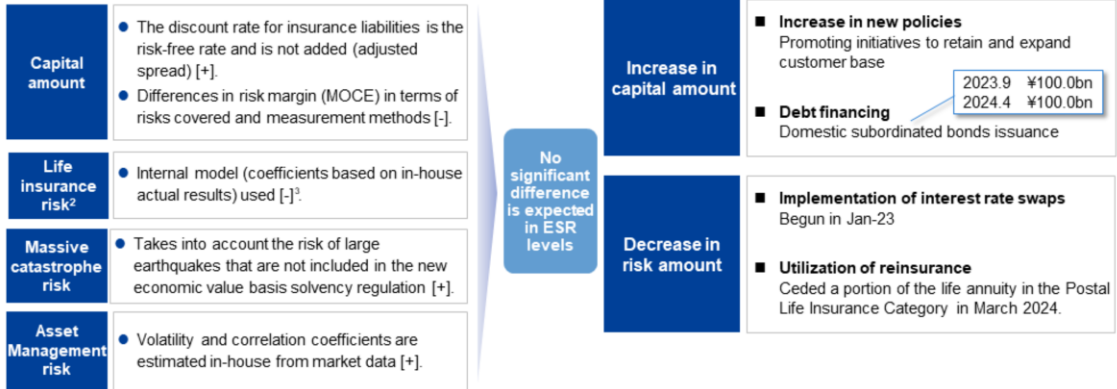 Capital
amount
● The discount rate for insurance liabilities is the
risk-free rate and is not added (adjusted
spread) [+].
● Differences in risk margin (MOCE) in terms of
risks covered and measurement methods [-].
Life
insurance
risk²
● Internal model (coefficients based on in-house
actual results) used [-]³.
Massive
catastrophe
risk
● Takes into account the risk of large
earthquakes that are not included in the new
economic value basis solvency regulation [+].
Asset
Management
risk
● Volatility and correlation coefficients are
estimated in-house from market data [+].
No
significant
difference
is expected
in ESR
levels
Increase in
capital amount
■ Increase in new policies
Promoting initiatives to retain and expand
customer base
2023.9 ¥100.0bn
2024.4 ¥100.0bn
■ Debt financing
Domestic subordinated bonds issuance
Decrease in
risk amount
■ Implementation of interest rate swaps
Begun in Jan-23
■ Utilization of reinsurance
Ceded a portion of the life annuity in the Postal
Life Insurance Category in March 2024.